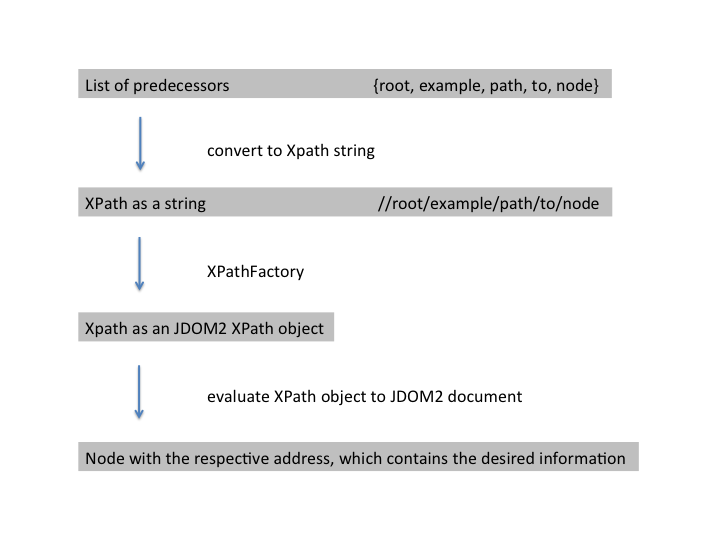 List of predecessors {root, example, path, to, node}
convert to Xpath string
XPath as a string //root/example/path/to/node
XPathFactory
Xpath as an JDOM2 XPath object
evaluate XPath object to JDOM2 document
Node with the respective address, which contains the desired information